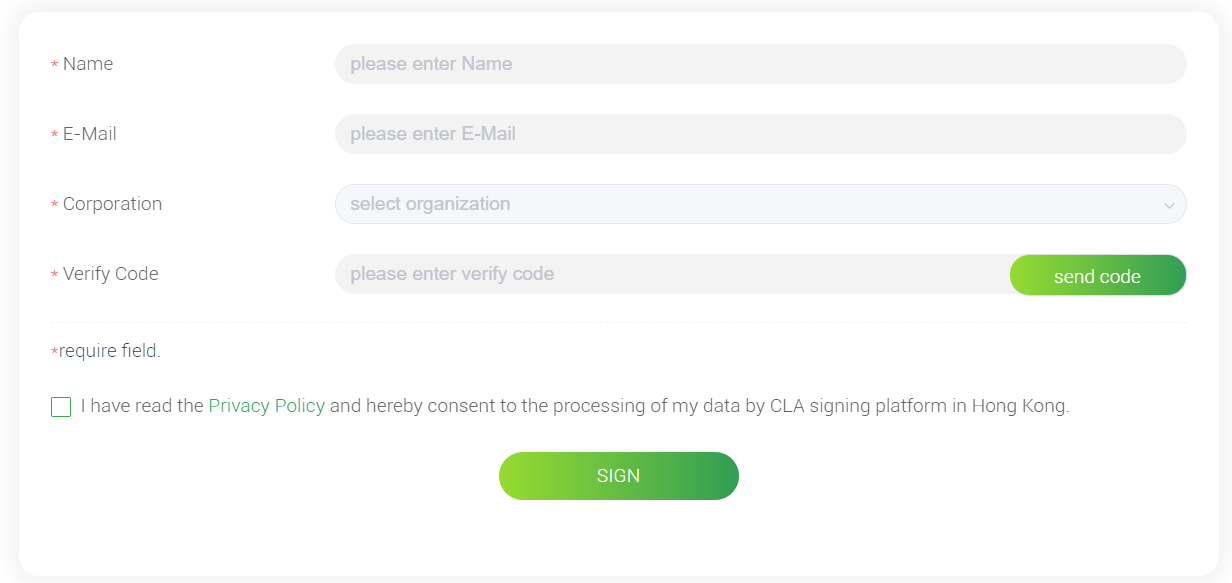 * Name
please enter Name
* E-Mail
please enter E-Mail
* Corporation
select organization
* Verify Code
please enter verify code
send code
*require field.
I have read the Privacy Policy and hereby consent to the processing of my data by CLA signing platform in Hong Kong.
SIGN